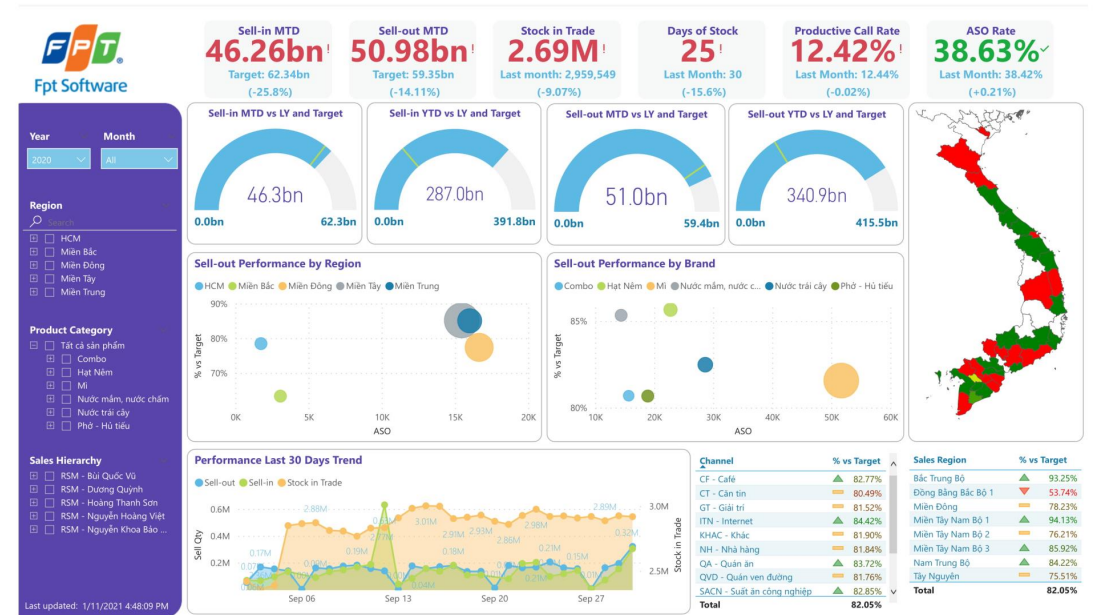 FPT
Fpt Software
Sell-in MTD
46.26bn!
Target: 62.34bn
(-25.8%)
Sell-out MTD
50.98bn!
Target: 59.35bn
(-14.11%)
Stock in Trade
2.69M!
Last month: 2,959,549
(-9.07%)
Days of Stock
25!
Last Month: 30
(-15.6%)
Productive Call Rate
12.42%!
Last Month: 12.44%
(-0.02%)
ASO Rate
38.63%
Last Month: 38.42%
(+0.21%)
Year Month
2020 All
Region
Search
HCM
Miền Bắc
Miền Đông
Miền Tây
Miền Trung
Product Category
Tất cả sản phẩm
Combo
Hạt Nêm
Mì
Nước mắm, nước chấm
Nước trái cây
Phở - Hủ tiếu
Sales Hierarchy
RSM - Bùi Quốc Vũ
RSM - Dương Quỳnh
RSM - Hoàng Thanh Sơn
RSM - Nguyễn Hoàng Việt
RSM - Nguyễn Khoa Bảo ...
Last updated: 1/11/2021 4:48:09 PM
Sell-in MTD vs LY and Target
46.3bn
0.0bn 62.3bn
Sell-in YTD vs LY and Target
287.0bn
0.0bn 391.8bn
Sell-out MTD vs LY and Target
51.0bn
0.0bn 59.4bn
Sell-out YTD vs LY and Target
340.9bn
0.0bn 415.5bn
Sell-out Performance by Region
HCM Miền Bắc Miền Đông Miền Tây Miền Trung
90%
80%
70%
% vs Target
0K 5K 10K 15K 20K
ASO
Sell-out Performance by Brand
Combo Hạt Nêm Mì Nước mắm, nước c... Nước trái cây Phở - Hủ tiếu
85%
80%
% vs Target
10K 20K 30K 40K 50K 60K
ASO
Performance Last 30 Days Trend
Sell-out Sell-in Stock in Trade
0.6M
0.4M
0.2M
Sell Qty
3.0M
2.5M
Stock in Trade
2.88M
3.01M
2.91M
2.93M
2.86M
2.98M
2.89M
0.17M
0.19M
0.18M
0.21M
0.15M
0.32M
0.04M
0.21M
Sep 06 Sep 13 Sep 20 Sep 27
Channel % vs Target
CF - Café 82.77%
CT - Căn tin 80.49%
GT - Giải trí 81.52%
ITN - Internet 84.42%
KHAC - Khác 81.90%
NH - Nhà hàng 81.84%
QA - Quán ăn 83.72%
QVD - Quán ven đường 81.76%
SACN - Suất ăn công nghiệp 82.85%
Total 82.05%
Sales Region % vs Target
Bắc Trung Bộ 93.25%
Đồng Bằng Bắc Bộ 1 53.74%
Miền Đông 78.23%
Miền Tây Nam Bộ 1 94.13%
Miền Tây Nam Bộ 2 76.21%
Miền Tây Nam Bộ 3 85.92%
Nam Trung Bộ 84.22%
Tây Nguyên 75.51%
Total 82.05%